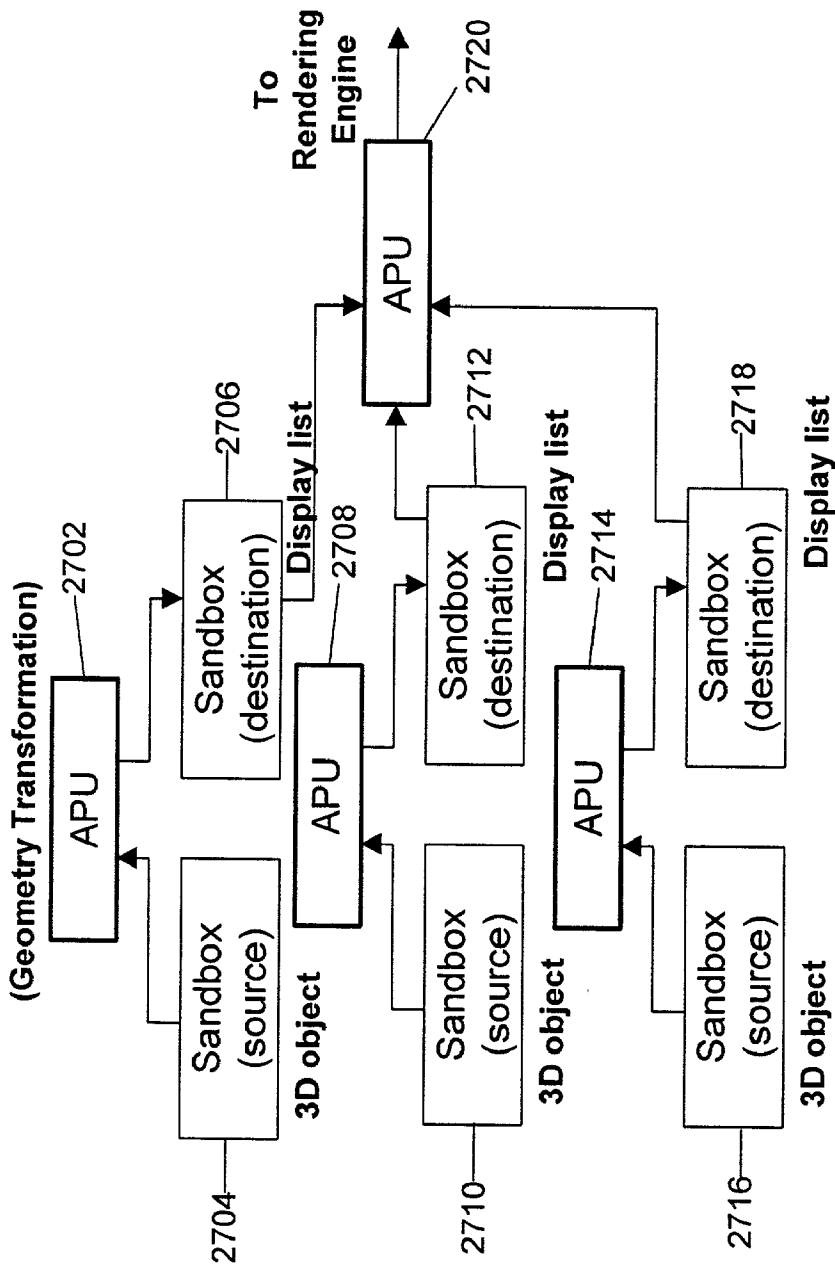 (Geometry Transformation)
APU
2702
Sandbox
(source)
3D object
2704
Sandbox
(destination)
2706
Display list
APU
2708
Sandbox
(source)
3D object
2710
Sandbox
(destination)
2712
Display list
APU
2714
Sandbox
(source)
3D object
2716
Sandbox
(destination)
2718
Display list
APU
2720
To
Rendering
Engine